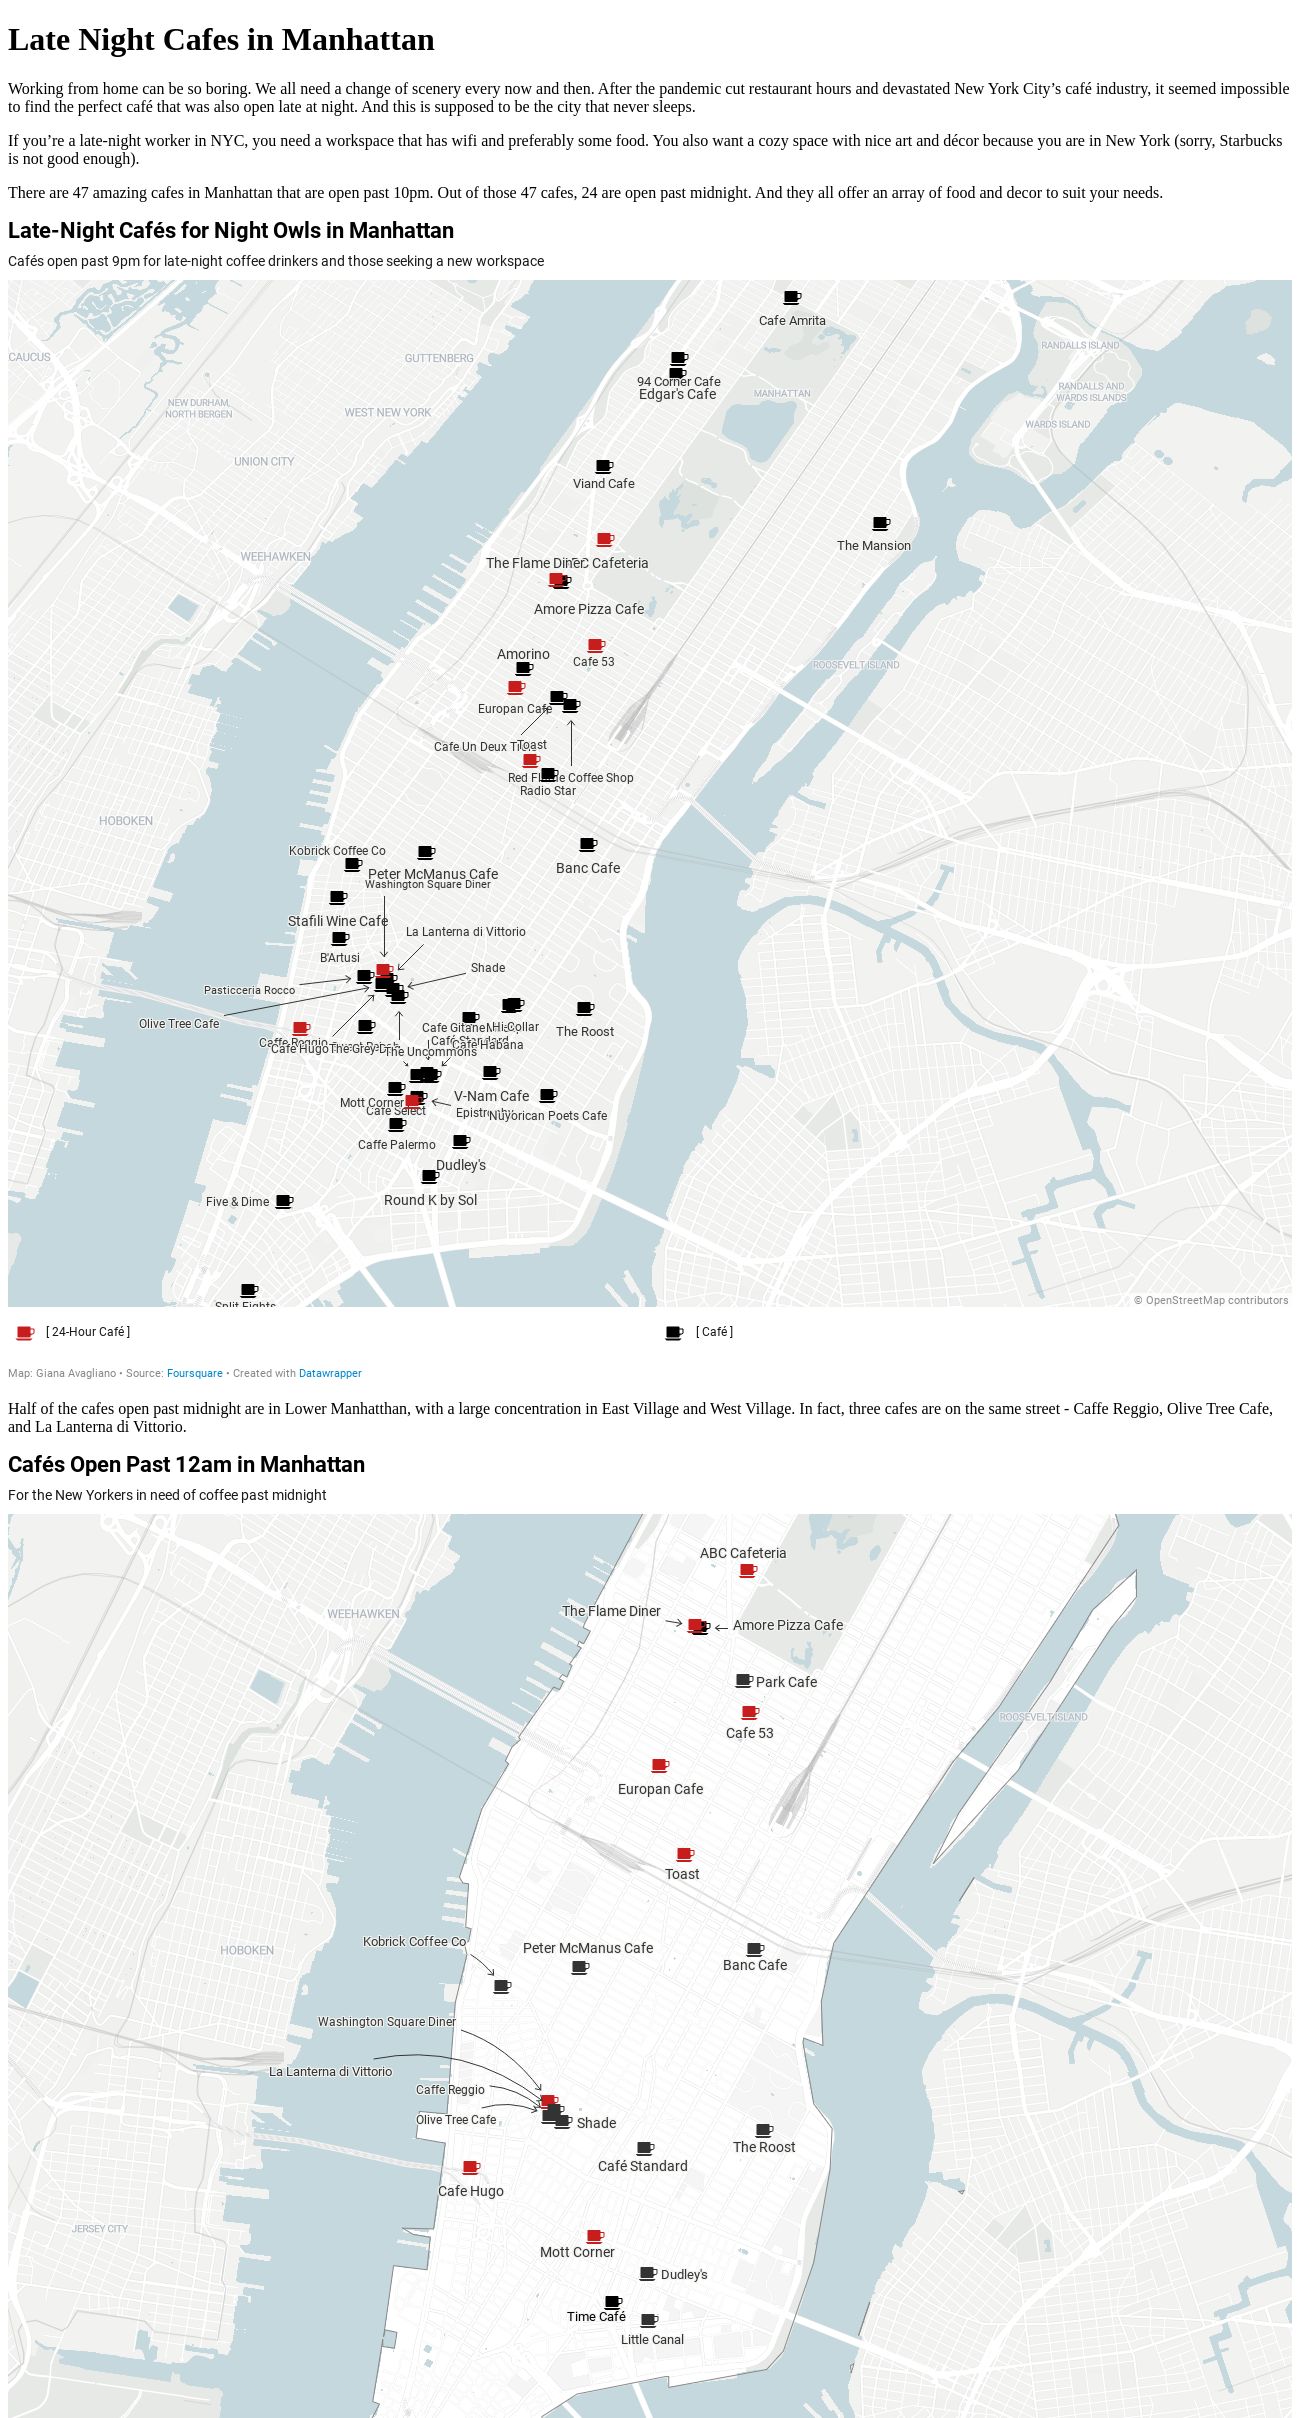 Late Night Cafes in Manhattan
Working from home can be so boring. We all need a change of scenery every now and then. After the pandemic cut restaurant hours and devastated New York City’s café industry, it seemed impossible
to find the perfect café that was also open late at night. And this is supposed to be the city that never sleeps.
If you’re a late-night worker in NYC, you need a workspace that has wifi and preferably some food. You also want a cozy space with nice art and décor because you are in New York (sorry, Starbucks
is not good enough).
There are 47 amazing cafes in Manhattan that are open past 10pm. Out of those 47 cafes, 24 are open past midnight. And they all offer an array of food and decor to suit your needs.
Late-Night Cafés for Night Owls in Manhattan
Cafés open past 9pm for late-night coffee drinkers and those seeking a new workspace
Cafe Amrita
RANDALLS ISLAND
CAUCUS
GUTTENBERG
94 Corner Cafe
Edgar's Cafe
MANHATTAN
RANDALLS AND
WARDS ISLANDS
NEW DURHAM,
NORTH BERGEN
WEST NEW YORK
WARDS ISLAND
UNION CITY
Viand Cafe
The Mansion
WEEHAWKEN
The Flame Diner
Cafeteria
Amore Pizza Cafe
Amorino
Cafe 53
ROOSEVELT ISLAND
Europan Cafe
Cafe Un Deux
Toast
Coffee Shop
Radio Star
HOBOKEN
Kobrick Coffee Co
Peter McManus Cafe
Banc Cafe
Washington Square Diner
Stafili Wine Cafe
La Lanterna di Vittorio
B'Artusi
Shade
Pasticceria Rocco
Olive Tree Cafe
Cafe Gitane
HiCollar
The Roost
Caffe Reggio
Café Standard
Cafe Hugo
The Grey Dog
Cafe Habana
The Uncommons
V-Nam Cafe
Mott Corner
Cafe Select
Nuyorican Poets Cafe
Caffe Palermo
Dudley's
Round K by Sol
Five & Dime
Split Eights
© OpenStreetMap contributors
[ 24-Hour Café ]
[ Café ]
Map: Giana Avagliano • Source: Foursquare • Created with Datawrapper
Half of the cafes open past midnight are in Lower Manhatthan, with a large concentration in East Village and West Village. In fact, three cafes are on the same street - Caffe Reggio, Olive Tree Cafe,
and La Lanterna di Vittorio.
Cafés Open Past 12am in Manhattan
For the New Yorkers in need of coffee past midnight
ABC Cafeteria
The Flame Diner
WEEHAWKEN
Amore Pizza Cafe
Park Cafe
ROOSEVELT ISLAND
Cafe 53
Europan Cafe
Toast
Kobrick Coffee Co
Peter McManus Cafe
HOBOKEN
Banc Cafe
Washington Square Diner
La Lanterna di Vittorio
Caffe Reggio
Olive Tree Cafe
Shade
The Roost
Café Standard
Cafe Hugo
JERSEY CITY
Mott Corner
Dudley's
Time Café
Little Canal